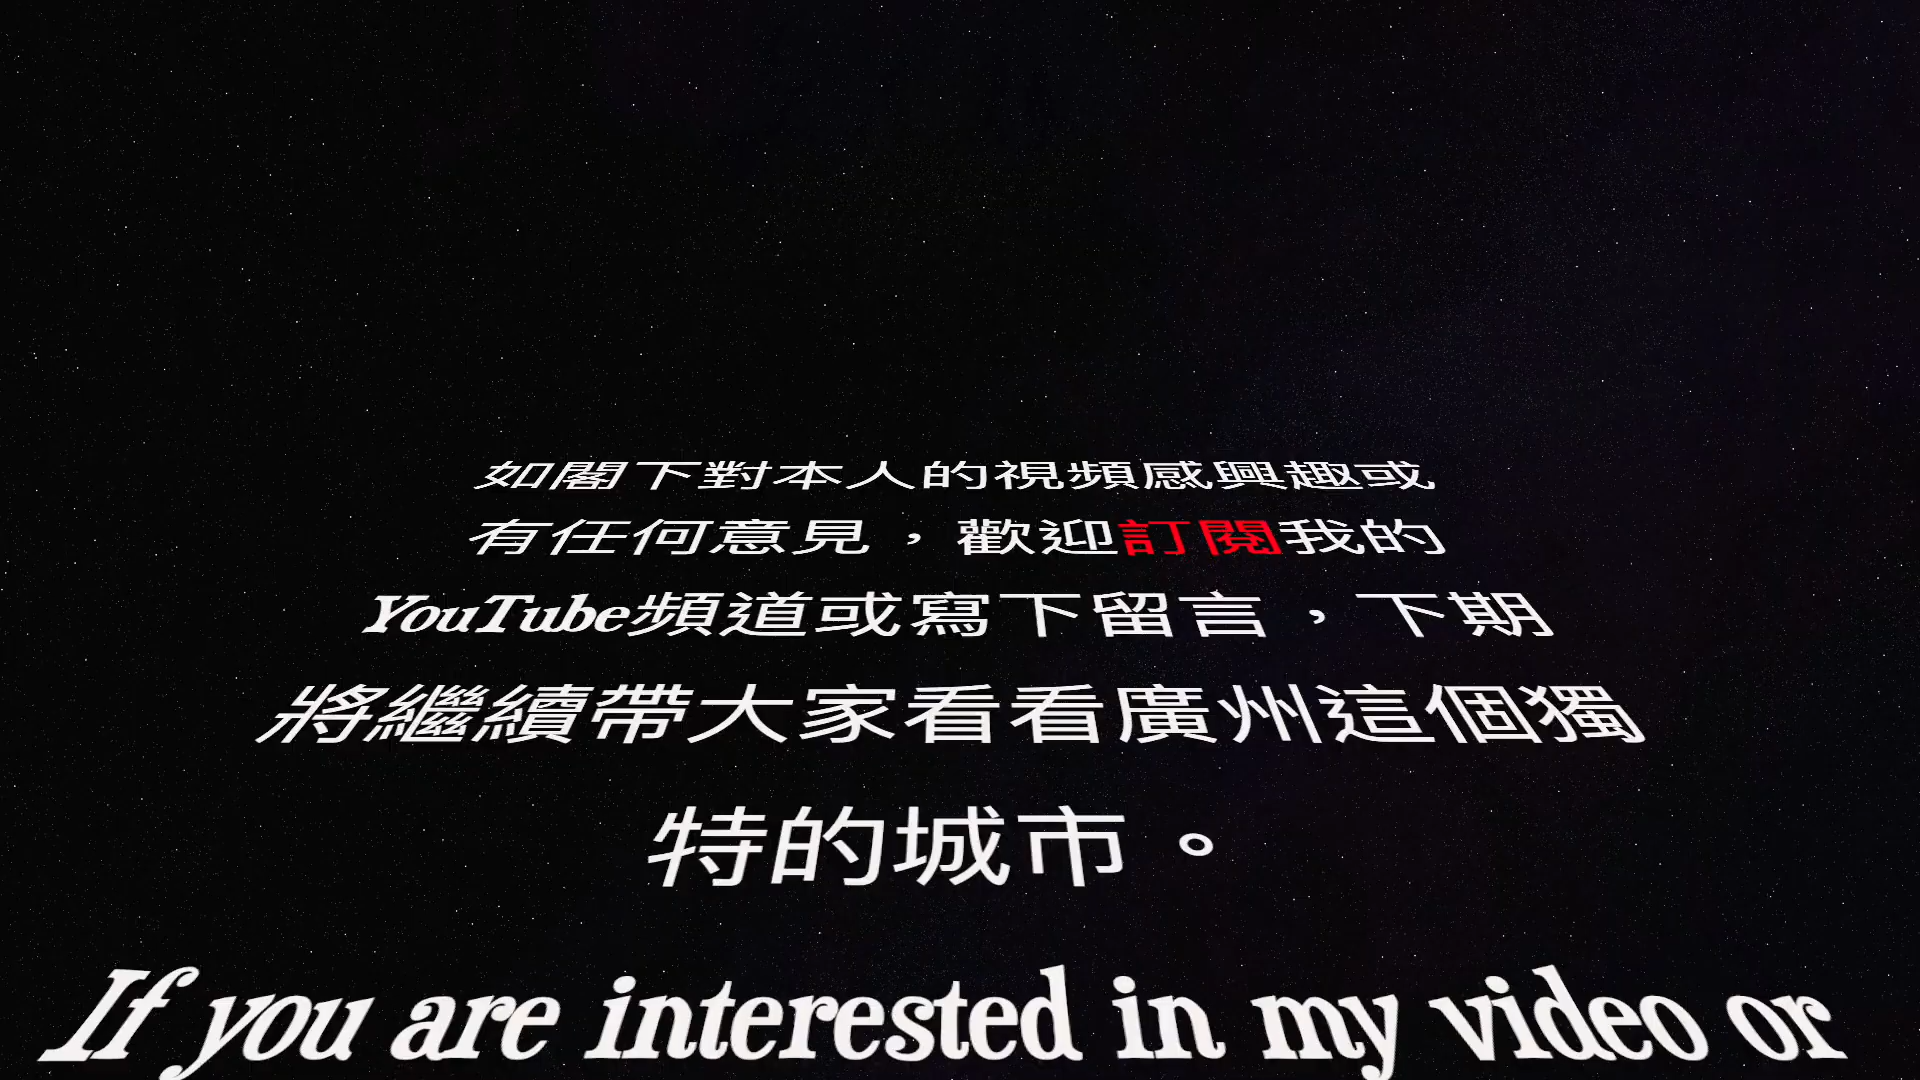 如閣下對本人的視頻感興趣或
有任何意見，歡迎訂閱我的
YouTube頻道或寫下留言，下期
將繼續帶大家看看廣州這個獨
特的城市。
If you are interested in my video or